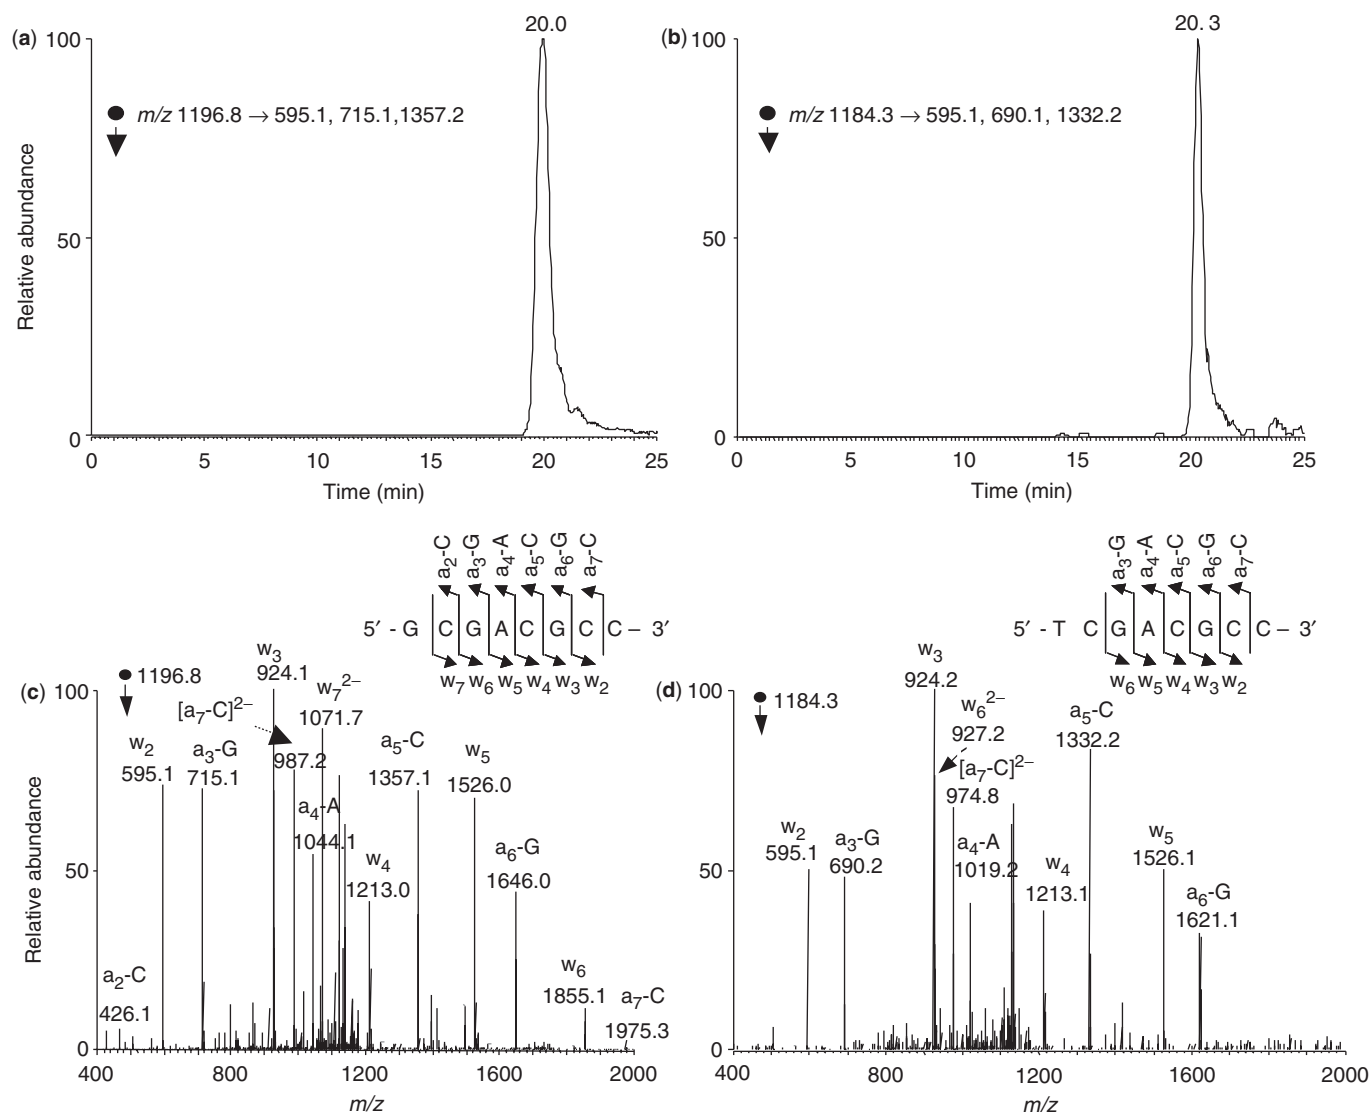 (a)
20.0
m/z 1196.8 → 595.1, 715.1,1357.2
Relative abundance
100
50
0
0 5 10 15 20 25
Time (min)
(b)
20. 3
m/z 1184.3 → 595.1, 690.1, 1332.2
100
50
0
0 5 10 15 20 25
Time (min)
a2-C a3-G a4-A a5-C a6-G a7-C
5′ - G C G A C G C C – 3′
w7 w6 w5 w4 w3 w2
(c)
1196.8
Relative abundance
100
50
0
a2-C
426.1
w2
595.1
a3-G
715.1
w3
924.1
[a7-C]2–
987.2
a4-A
1044.1
w7 2–
1071.7
w4
1213.0
a5-C
1357.1
w5
1526.0
a6-G
1646.0
w6
1855.1
a7-C
1975.3
400 800 1200 1600 2000
m/z
a3-G a4-A a5-C a6-G a7-C
5′ - T C G A C G C C – 3′
w6 w5 w4 w3 w2
(d)
1184.3
100
50
0
w2
595.1
a3-G
690.2
w3
924.2
w6 2–
927.2
[a7-C]2–
974.8
a4-A
1019.2
w4
1213.1
a5-C
1332.2
w5
1526.1
a6-G
1621.1
400 800 1200 1600 2000
m/z